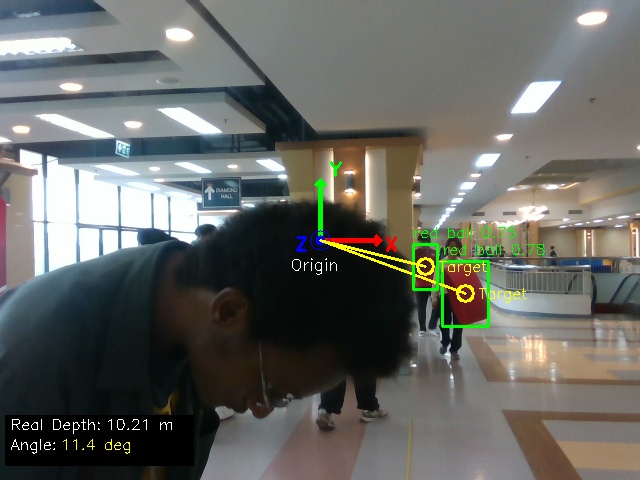 DIAMOND
HALL
Y
Z
X
Origin
red ball 0.78
red ball 0.78
Target
Target
Real Depth: 10.21 m
Angle: 11.4 deg